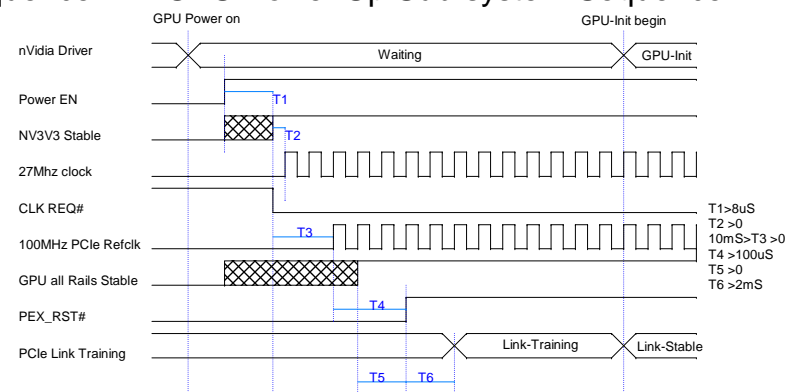 GPU Power on
GPU-Init begin
nVidia Driver
Waiting
GPU-Init
Power EN
T1
NV3V3 Stable
T2
27Mhz clock
CLK REQ#
T1>8uS
T2 >0
T3
10mS>T3 >0
100MHz PCIe Refclk
T4 >100uS
T5 >0
GPU all Rails Stable
T6 >2mS
T4
PEX_RST#
PCIe Link Training
Link-Training
Link-Stable
T5
T6